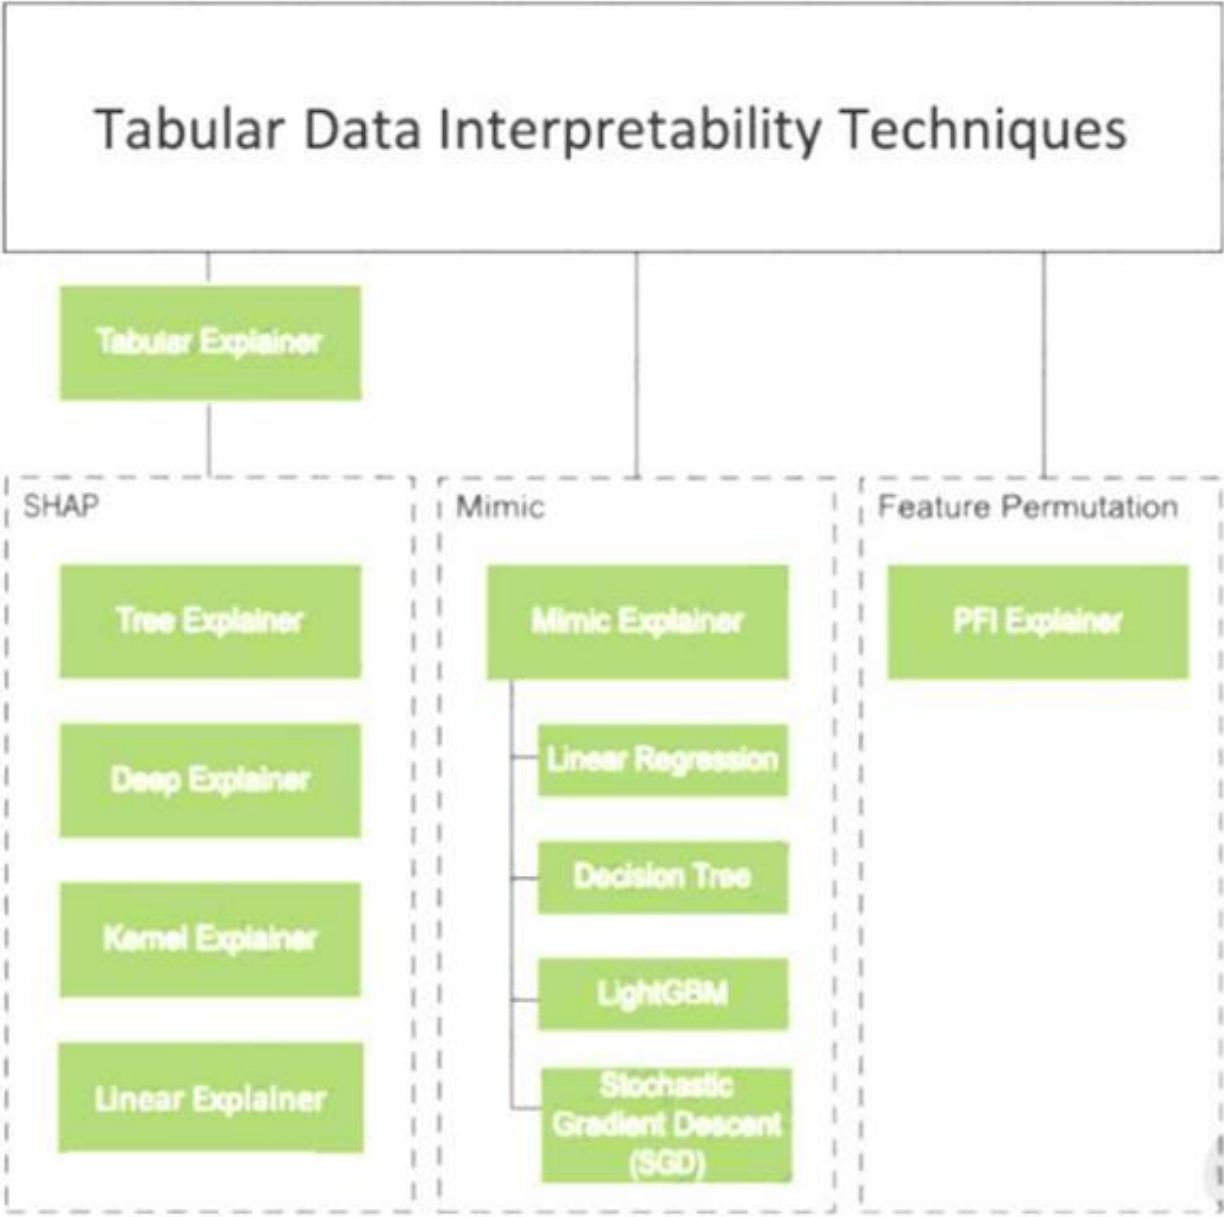 Tabular Data Interpretability Techniques
Tabular Explainer
SHAP
Tree Explainer
Deep Explainer
Kernel Explainer
Linear Explainer
Mimic
Mimic Explainer
Linear Regression
Decision Tree
LightGBM
Stochastic
Gradient Descent
(SGD)
Feature Permutation
PFI Explainer